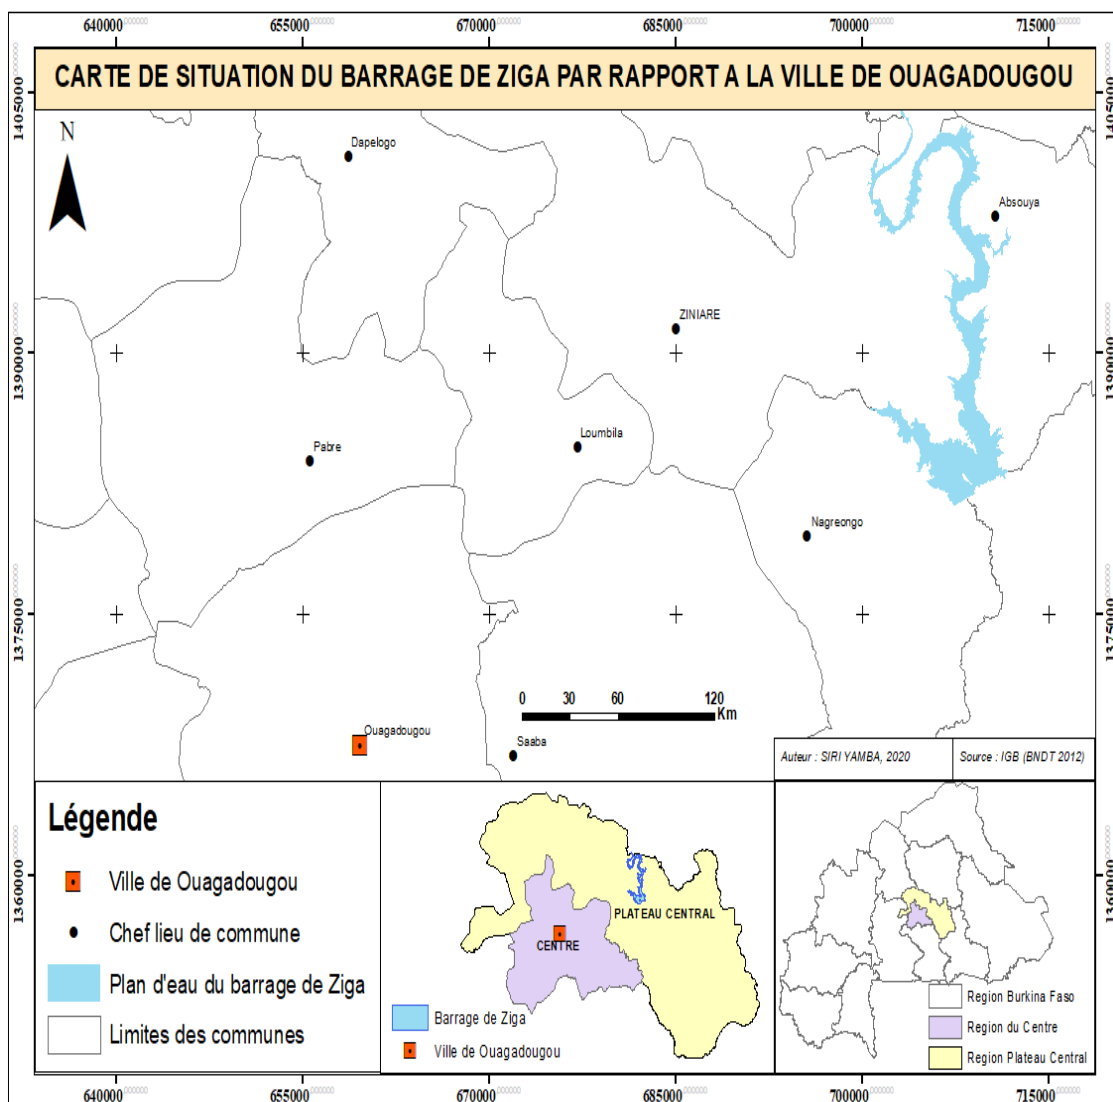 640000 655000 670000 685000 700000 715000
CARTE DE SITUATION DU BARRAGE DE ZIGA PAR RAPPORT A LA VILLE DE OUAGADOUGOU
1405000 1405000
N
Dapelogo
Absouya
ZINIARE
1390000 1390000
Pabre
Loumbila
Nagreongo
1375000 1375000
0 30 60 120
Km
Ouagadougou
Saaba
Auteur : SIRI YAMBA, 2020
Source : IGB (BNDT 2012)
Légende
Ville de Ouagadougou
Chef lieu de commune
Plan d'eau du barrage de Ziga
Limites des communes
PLATEAU CENTRAL
CENTRE
Barrage de Ziga
Ville de Ouagadougou
Region Burkina Faso
Region du Centre
Region Plateau Central
1360000 1360000
640000 655000 670000 685000 700000 715000